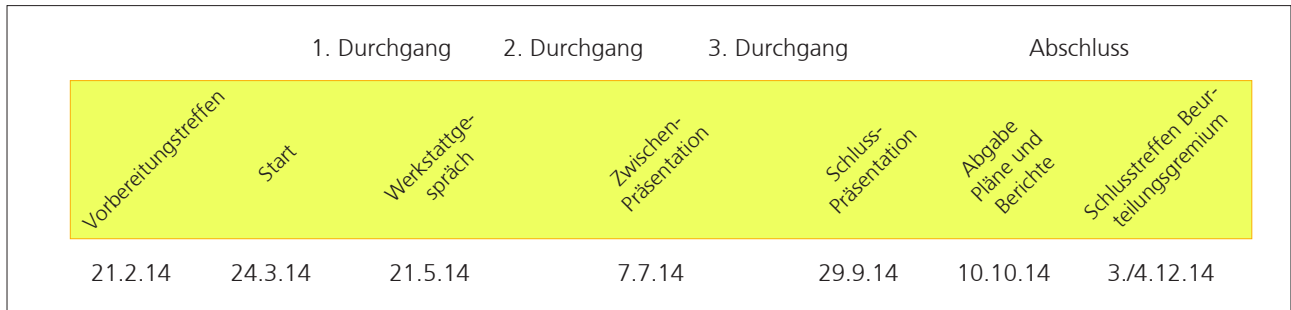 1. Durchgang 2. Durchgang 3. Durchgang Abschluss
Vorbereitungstreffen
Start
Werkstattge-
spräch
Zwischen-
Präsentation
Schluss-
Präsentation
Abgabe
Pläne und
Berichte
Schlusstreffen Beur-
teilungsgremium
21.2.14 24.3.14 21.5.14 7.7.14 29.9.14 10.10.14 3./4.12.14